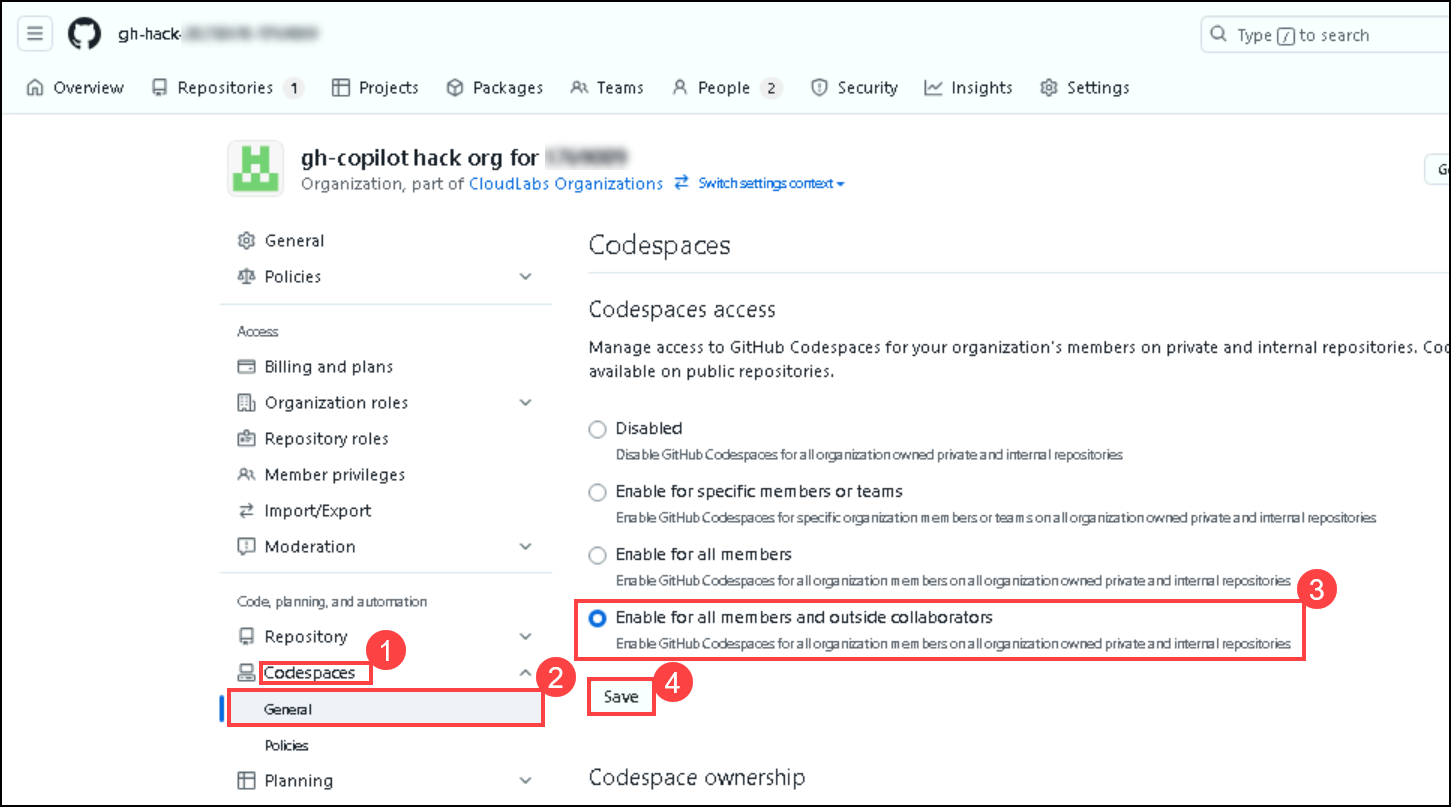 gh-hack-
Type / to search
Overview
Repositories 1
Projects
Packages
Teams
People 2
Security
Insights
Settings
gh-copilot hack org for
Organization, part of CloudLabs Organizations
Switch settings context
General
Policies
Access
Billing and plans
Organization roles
Repository roles
Member privileges
Import/Export
Moderation
Code, planning, and automation
Repository
Codespaces
1
General
2
Policies
Planning
Codespaces
Codespaces access
Manage access to GitHub Codespaces for your organization's members on private and internal repositories.
available on public repositories.
Disabled
Disable GitHub Codespaces for all organization owned private and internal repositories
Enable for specific members or teams
Enable GitHub Codespaces for specific organization members or teams on all organization owned private and internal repositories
Enable for all members
Enable GitHub Codespaces for all organization members on all organization owned private and internal repositories
3
Enable for all members and outside collaborators
Enable GitHub Codespaces for all organization members on all organization owned private and internal repositories
Save
4
Codespace ownership